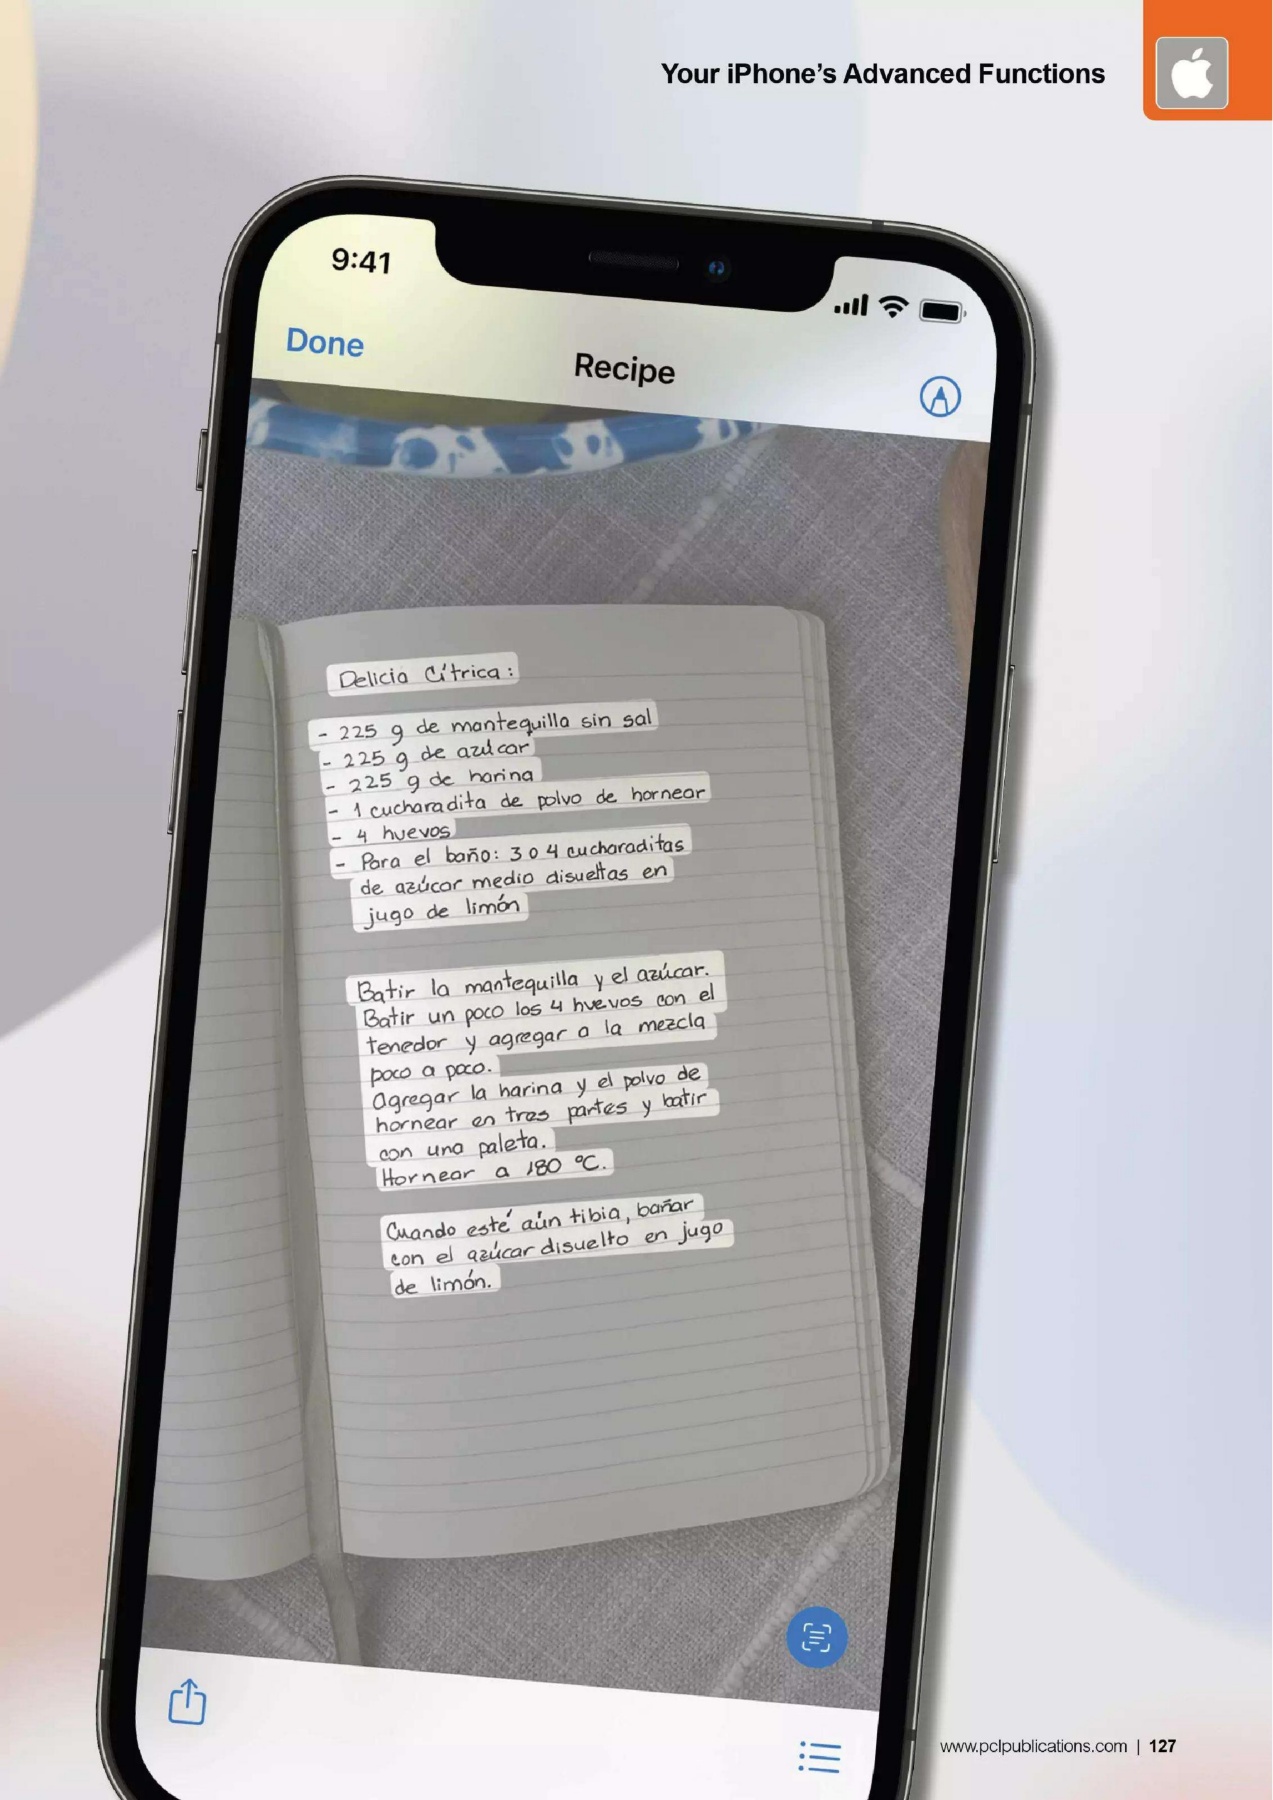 Your iPhone's Advanced Functions
9:41
Done
Recipe
Delicia Cítrica:
- 225 g de mantequilla sin sal
- 225 g de azúcar
- 225 g de harina
- 1 cucharadita de polvo de hornear
- 4 huevos
- Para el baño: 3 o 4 cucharaditas
de azúcar medio disueltas en
jugo de limón
Batir la mantequilla y el azúcar.
Batir un poco los 4 huevos con el
tenedor y agregar a la mezcla
poco a poco.
Agregar la harina y el polvo de
hornear en tres partes y batir
con una paleta.
Hornear a 180 °C.
Cuando esté aún tibia, bañar
con el azúcar disuelto en jugo
de limón.
www.pclpublications.com | 127